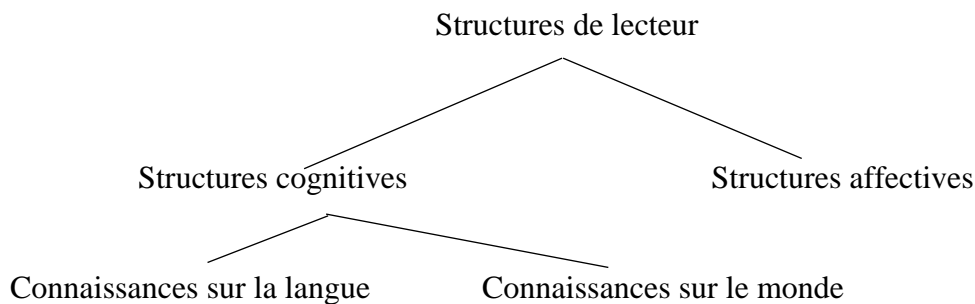 Structures de lecteur
Structures cognitives Structures affectives
Connaissances sur la langue Connaissances sur le monde